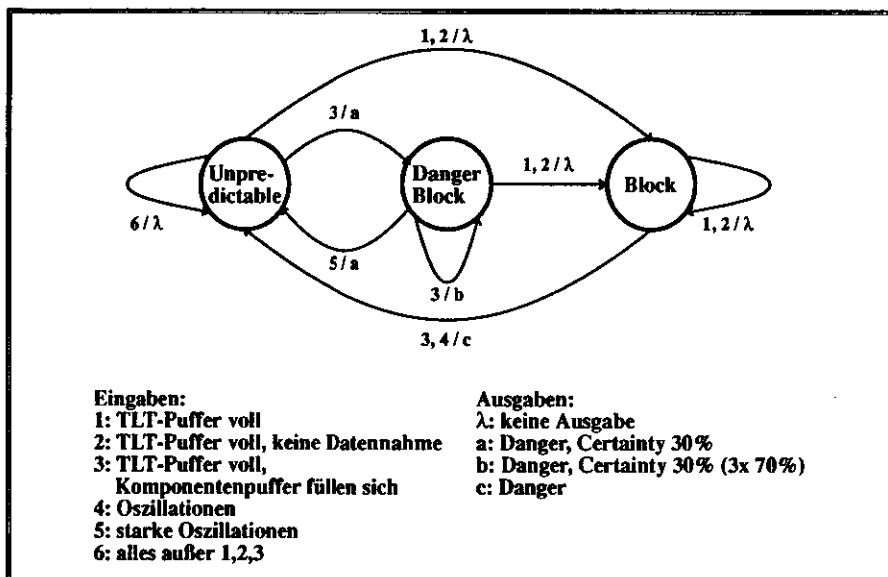 1, 2 / λ
3 / a
Unpre-
dictable
Danger
Block
1, 2 / λ
Block
6 / λ
1, 2 / λ
5 / a
3 / b
3, 4 / c
Eingaben:
1: TLT-Puffer voll
2: TLT-Puffer voll, keine Datennahme
3: TLT-Puffer voll,
Komponentenpuffer füllen sich
4: Oszillationen
5: starke Oszillationen
6: alles außer 1,2,3
Ausgaben:
λ: keine Ausgabe
a: Danger, Certainty 30%
b: Danger, Certainty 30% (3x 70%)
c: Danger